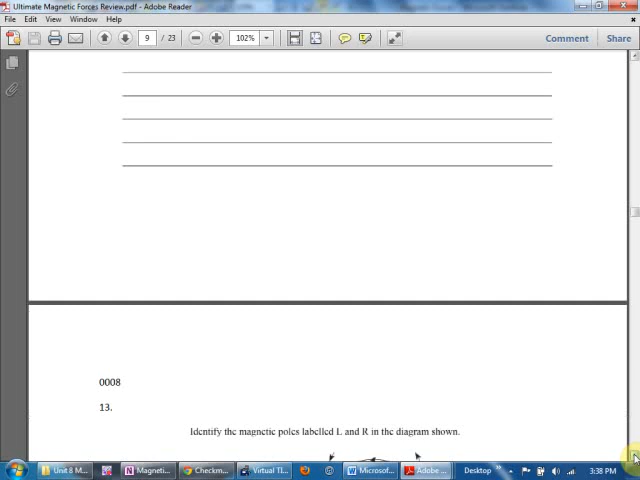 Ultimate Magnetic Forces Review.pdf - Adobe Reader
File Edit View Window Help
9 / 23 102% Comment Share
0008
13.
Identify the magnetic poles labelled L and R in the diagram shown.
Unit 8 M... Magneti... Checkm... Virtual TI... Microsof... Adobe ... Desktop 3:38 PM